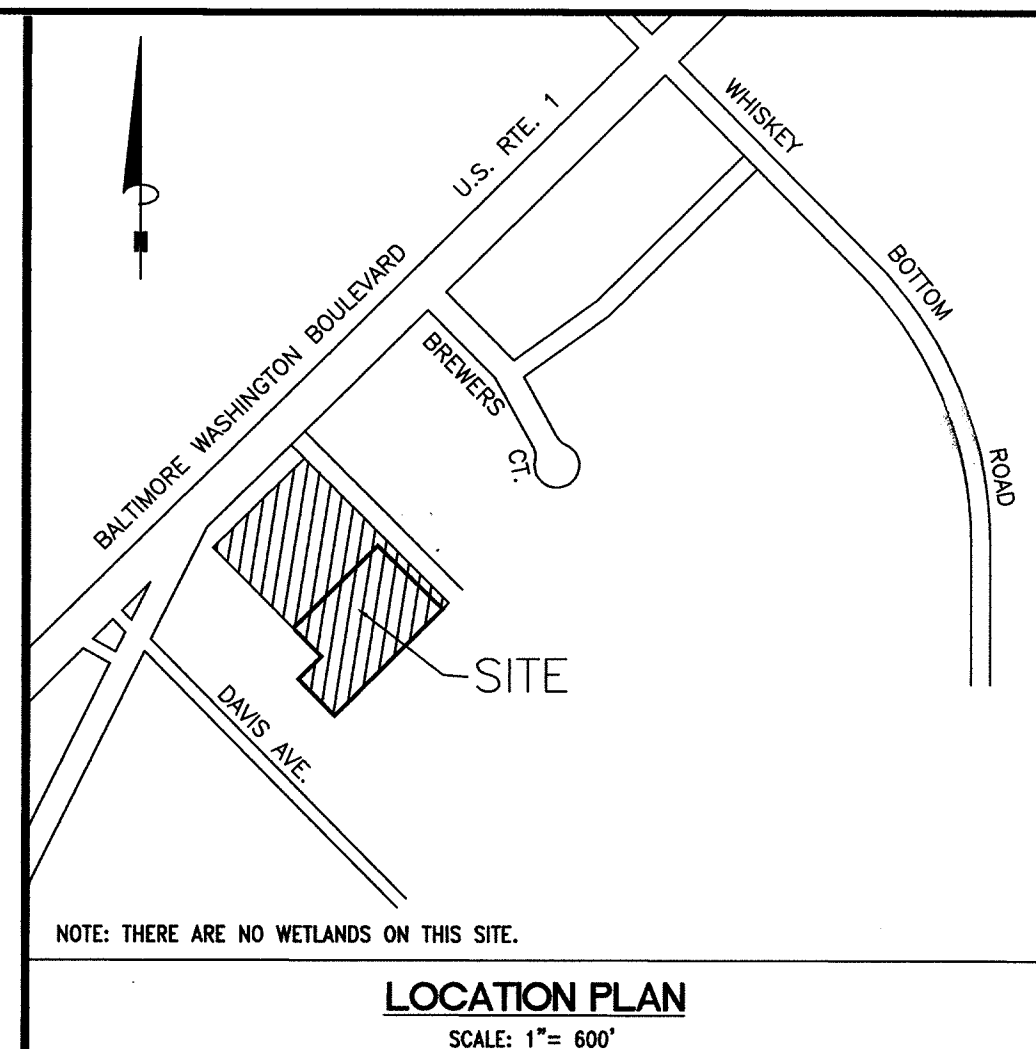 WHISKEY
U.S. RTE. 1
BALTIMORE WASHINGTON BOULEVARD
BOTTOM
BREWERS
CT.
ROAD
SITE
DAVIS AVE.
NOTE: THERE ARE NO WETLANDS ON THIS SITE.
LOCATION PLAN
SCALE: 1"= 600'